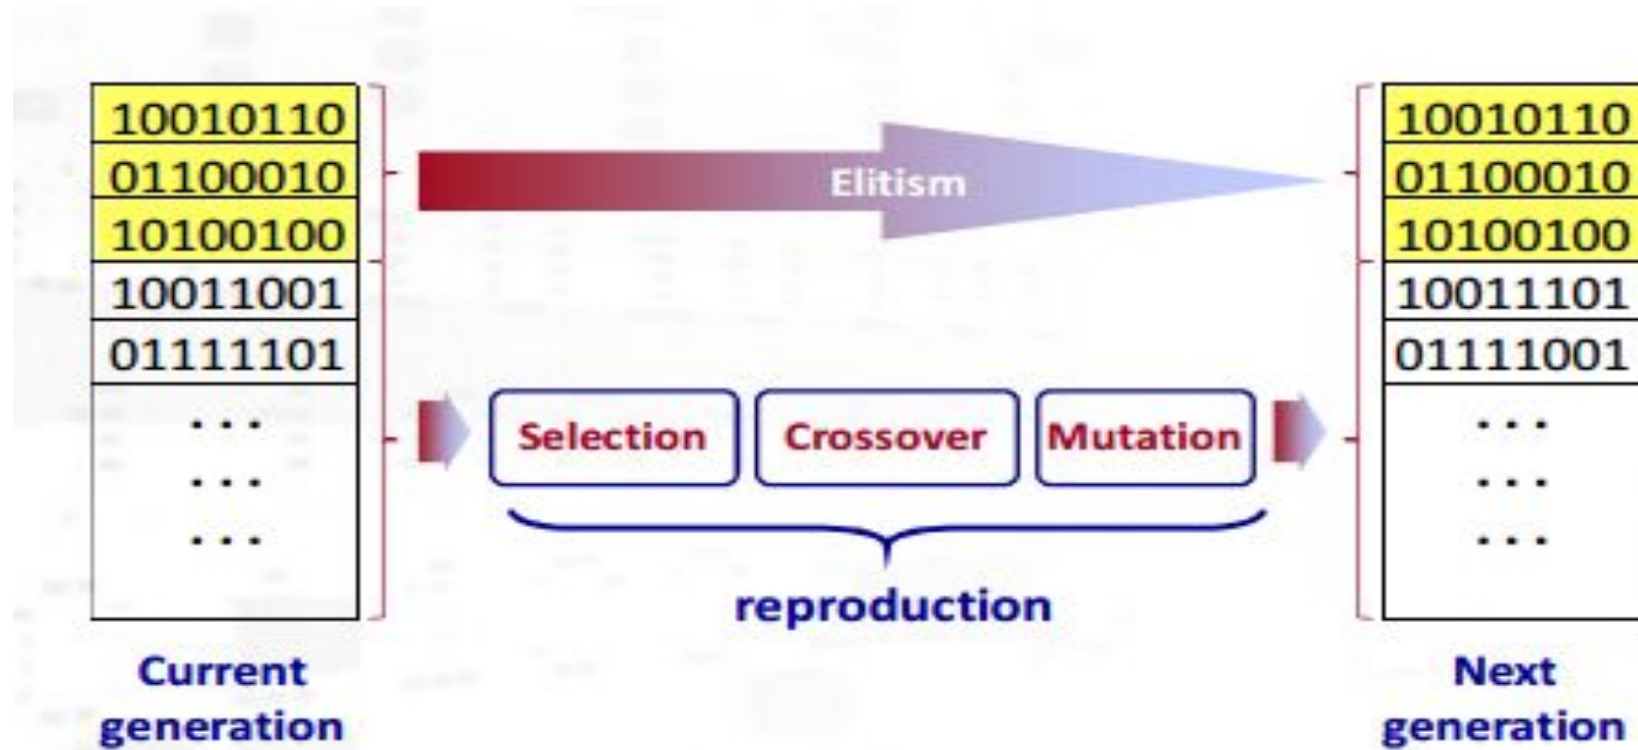 10010110
01100010
10100100
10011001
01111101
...
...
...
Current
generation
Elitism
Selection
Crossover
Mutation
reproduction
10010110
01100010
10100100
10011101
01111001
...
...
...
Next
generation